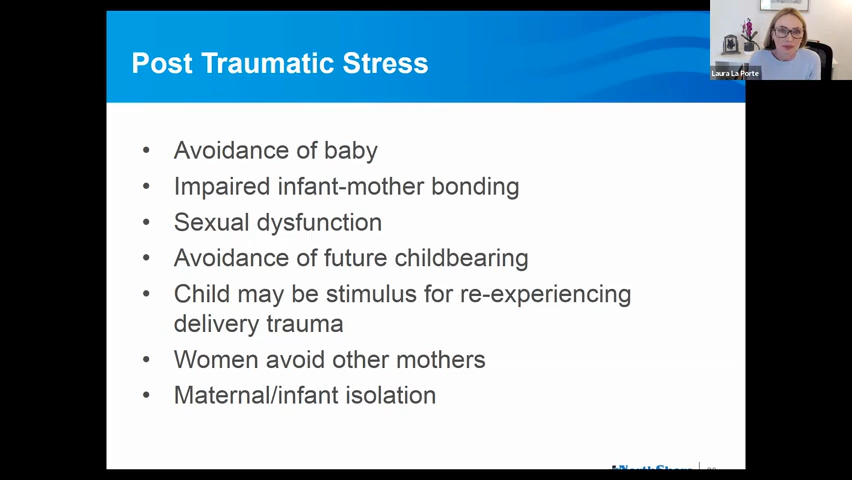 Post Traumatic Stress
Laura La Porte
• Avoidance of baby
• Impaired infant-mother bonding
• Sexual dysfunction
• Avoidance of future childbearing
• Child may be stimulus for re-experiencing
delivery trauma
• Women avoid other mothers
• Maternal/infant isolation